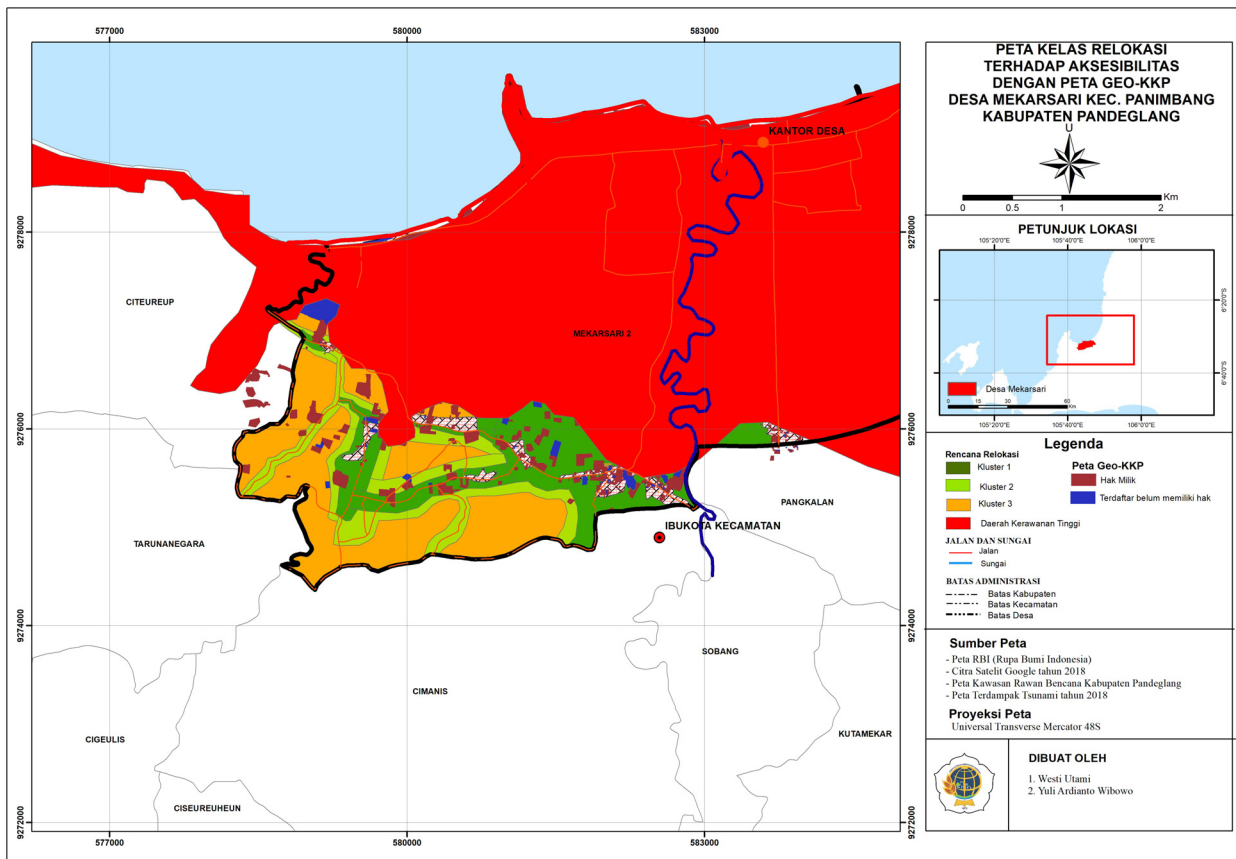 577000
580000
583000
9278000
9276000
9274000
9272000
9278000
9276000
9274000
9272000
577000
580000
583000
KANTOR DESA
CITEUREUP
MEKARSARI 2
PANGKALAN
IBUKOTA KECAMATAN
TARUNANEGARA
SOBANG
CIMANIS
CIGEULIS
KUTAMEKAR
CISEUREUHEUN
PETA KELAS RELOKASI
TERHADAP AKSESIBILITAS
DENGAN PETA GEO-KKP
DESA MEKARSARI KEC. PANIMBANG
KABUPATEN PANDEGLANG
U
Km
0 0.5 1 2
PETUNJUK LOKASI
105°20'0"E 105°40'0"E 106°0'0"E
6°20'0"S
6°40'0"S
Desa Mekarsari
0 15 30 60
Km
105°20'0"E 105°40'0"E 106°0'0"E
Legenda
Rencana Relokasi
Kluster 1
Kluster 2
Kluster 3
Daerah Kerawanan Tinggi
Peta Geo-KKP
Hak Milik
Terdaftar belum memiliki hak
JALAN DAN SUNGAI
Jalan
Sungai
BATAS ADMINISTRASI
Batas Kabupaten
Batas Kecamatan
Batas Desa
Sumber Peta
- Peta RBI (Rupa Bumi Indonesia)
- Citra Satelit Google tahun 2018
- Peta Kawasan Rawan Bencana Kabupaten Pandeglang
- Peta Terdampak Tsunami tahun 2018
Proyeksi Peta
Universal Transverse Mercator 48S
DIBUAT OLEH
1. Westi Utami
2. Yuli Ardianto Wibowo